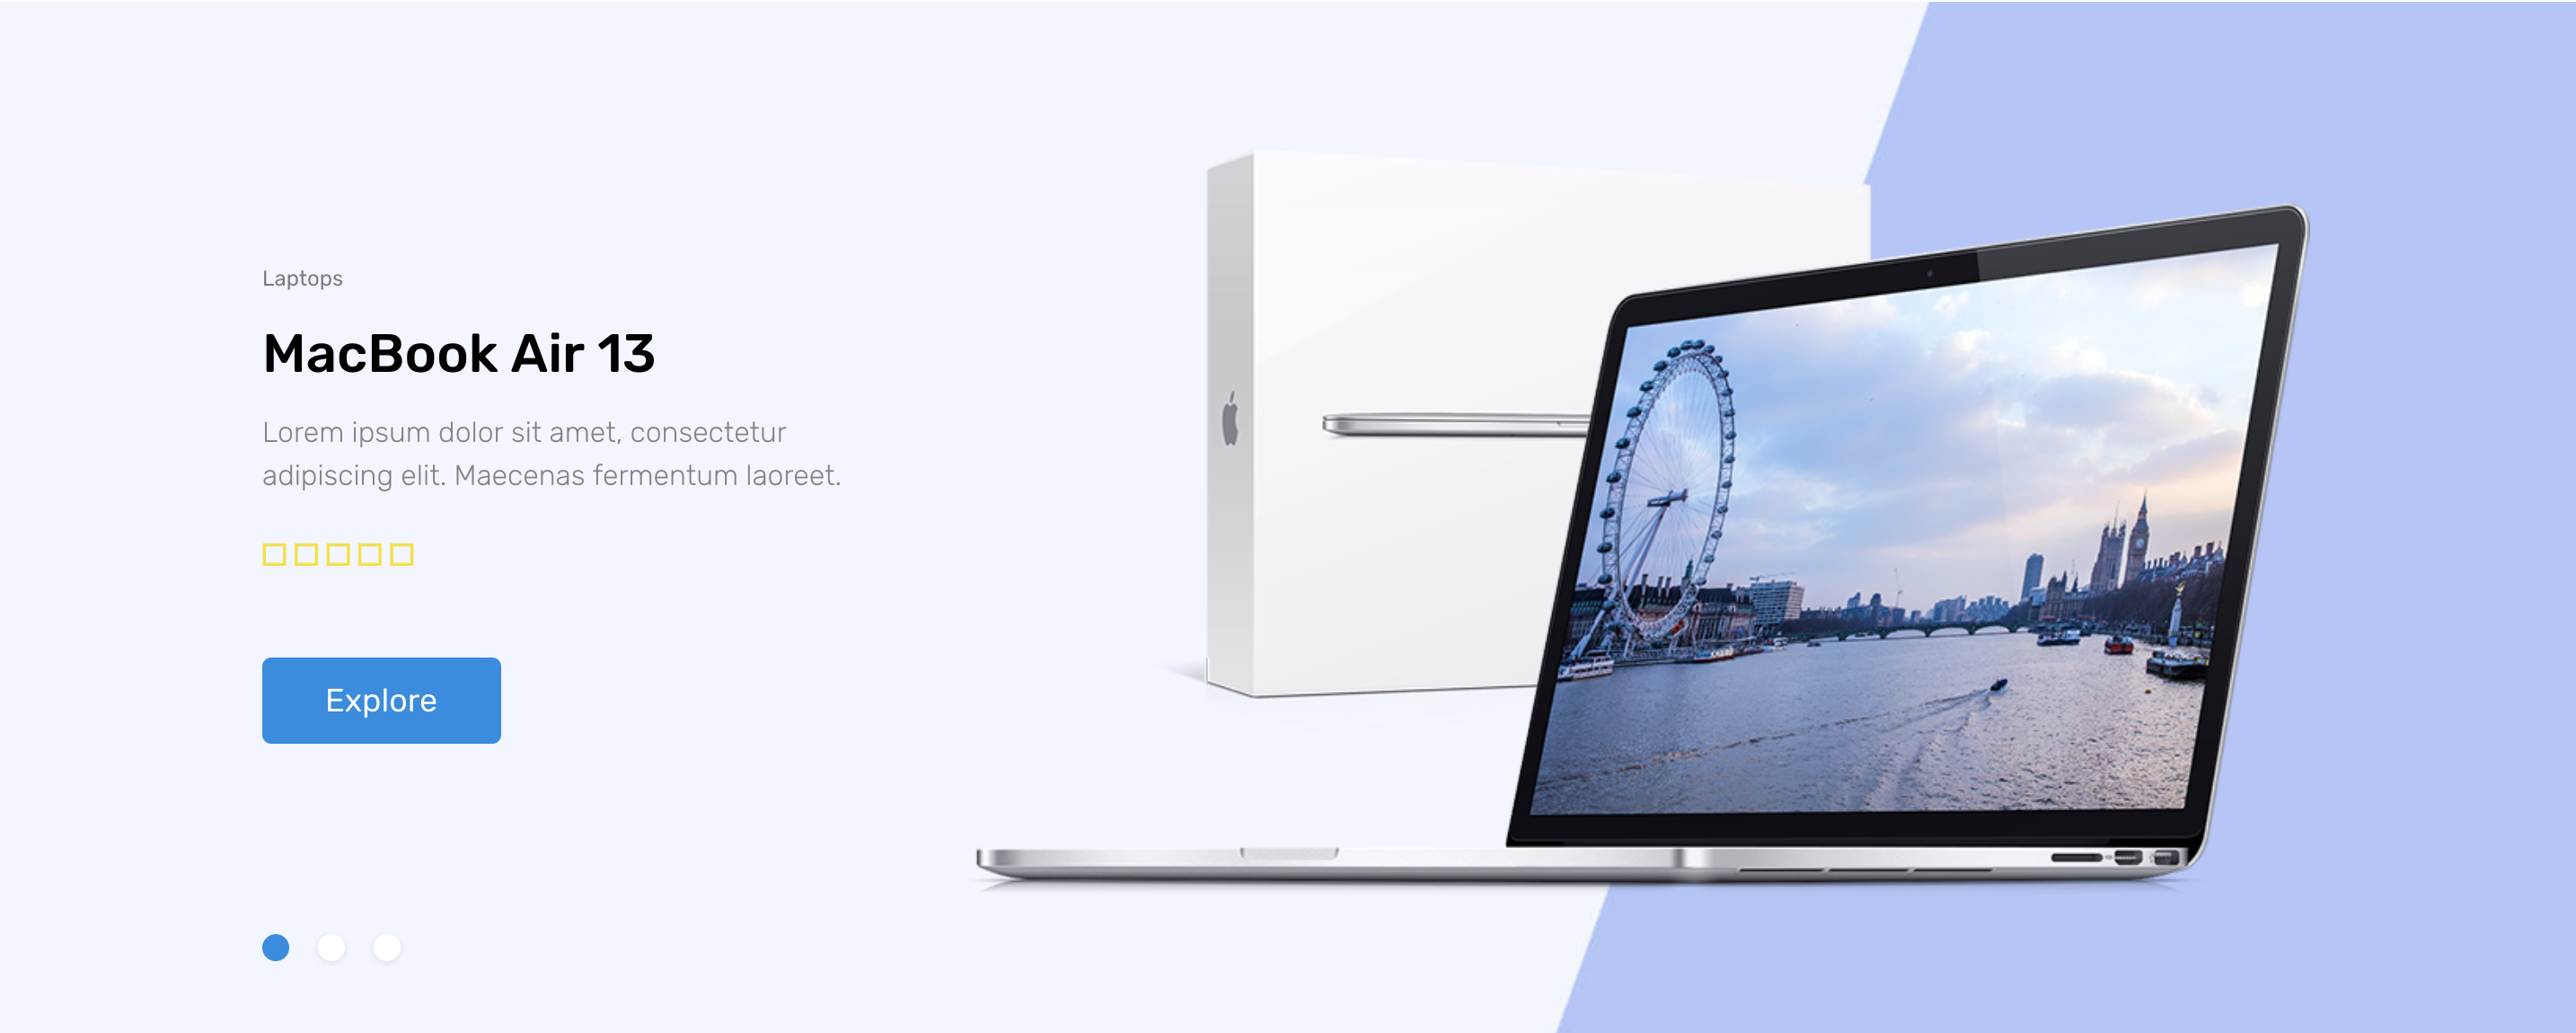 Laptops
MacBook Air 13
Lorem ipsum dolor sit amet, consectetur
adipiscing elit. Maecenas fermentum laoreet.
Explore